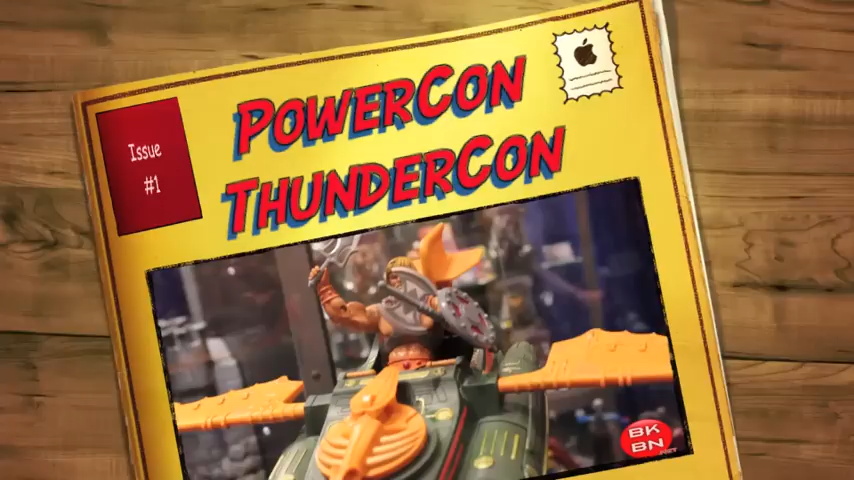 Issue
#1
POWERCON
THUNDERCON
BK
BN